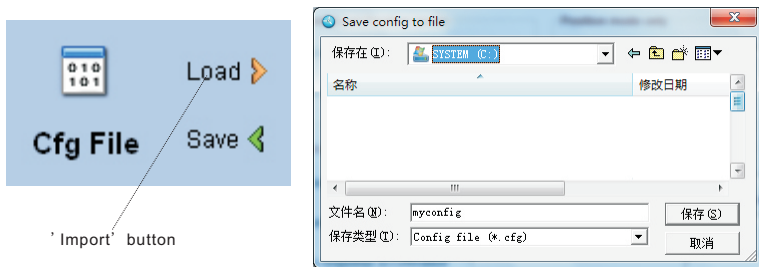 010
101
Load
Cfg File
Save
' Import' button
Save config to file
保存在(I):
SYSTEM (C:)
名称
修改日期
文件名(N):
myconfig
保存(S)
保存类型(T):
Config file (*.cfg)
取消